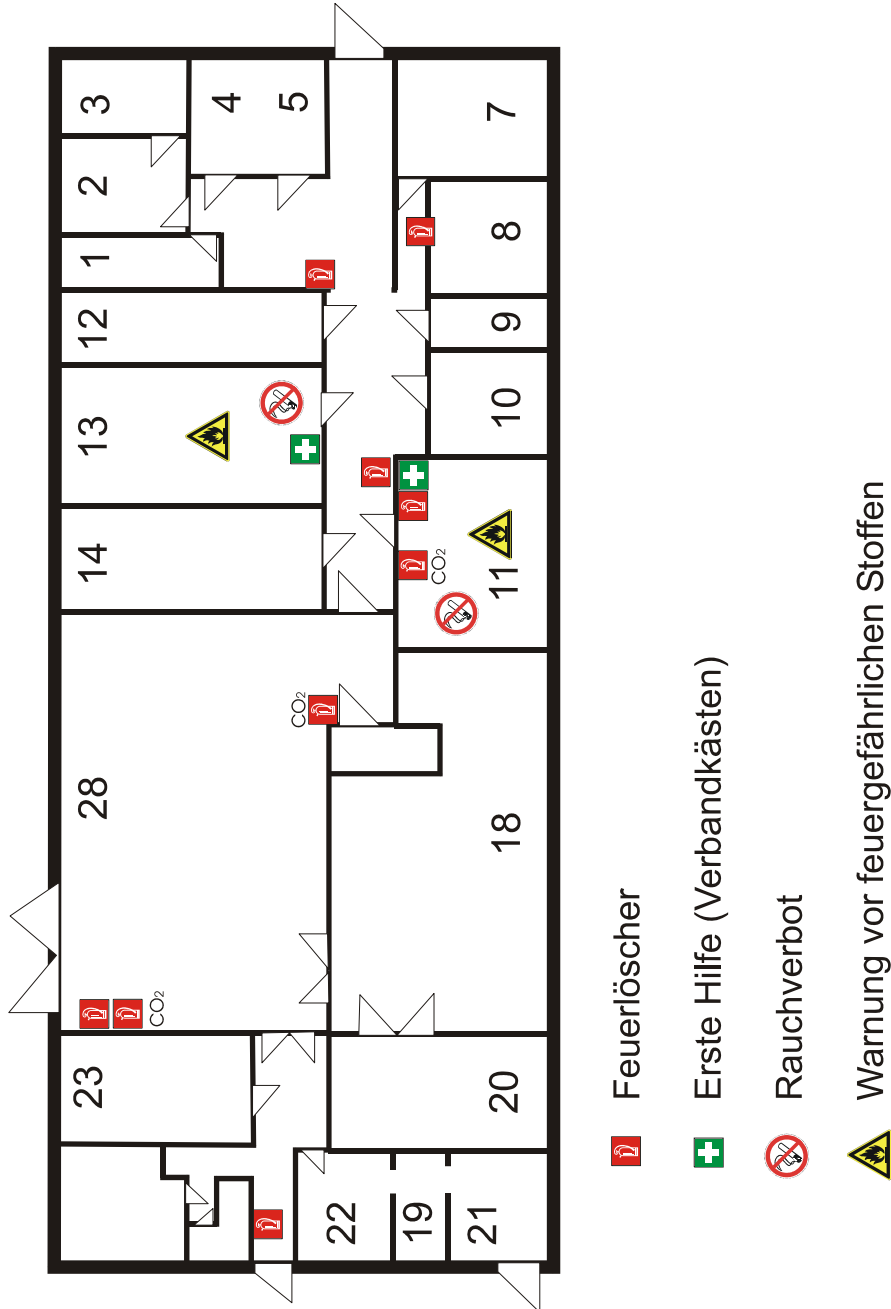 23 28 14 13 12 1 2 3
CO₂
4
CO₂ 5
22
19
CO₂
21 20 18 11 10 9 8 7
Feuerlöscher
Erste Hilfe (Verbandkästen)
Rauchverbot
Warnung vor feuergefährlichen Stoffen